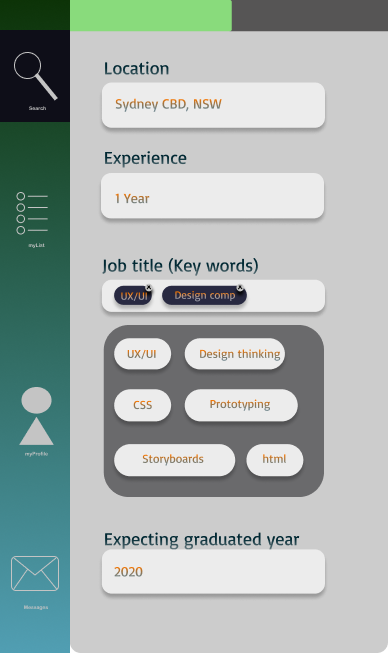 Location
Sydney CBD, NSW
Search
Experience
1 Year
myList
Job title (Key words)
UX/UI x Design comp x
UX/UI Design thinking
CSS Prototyping
Storyboards html
myProfile
Expecting graduated year
2020
Messages